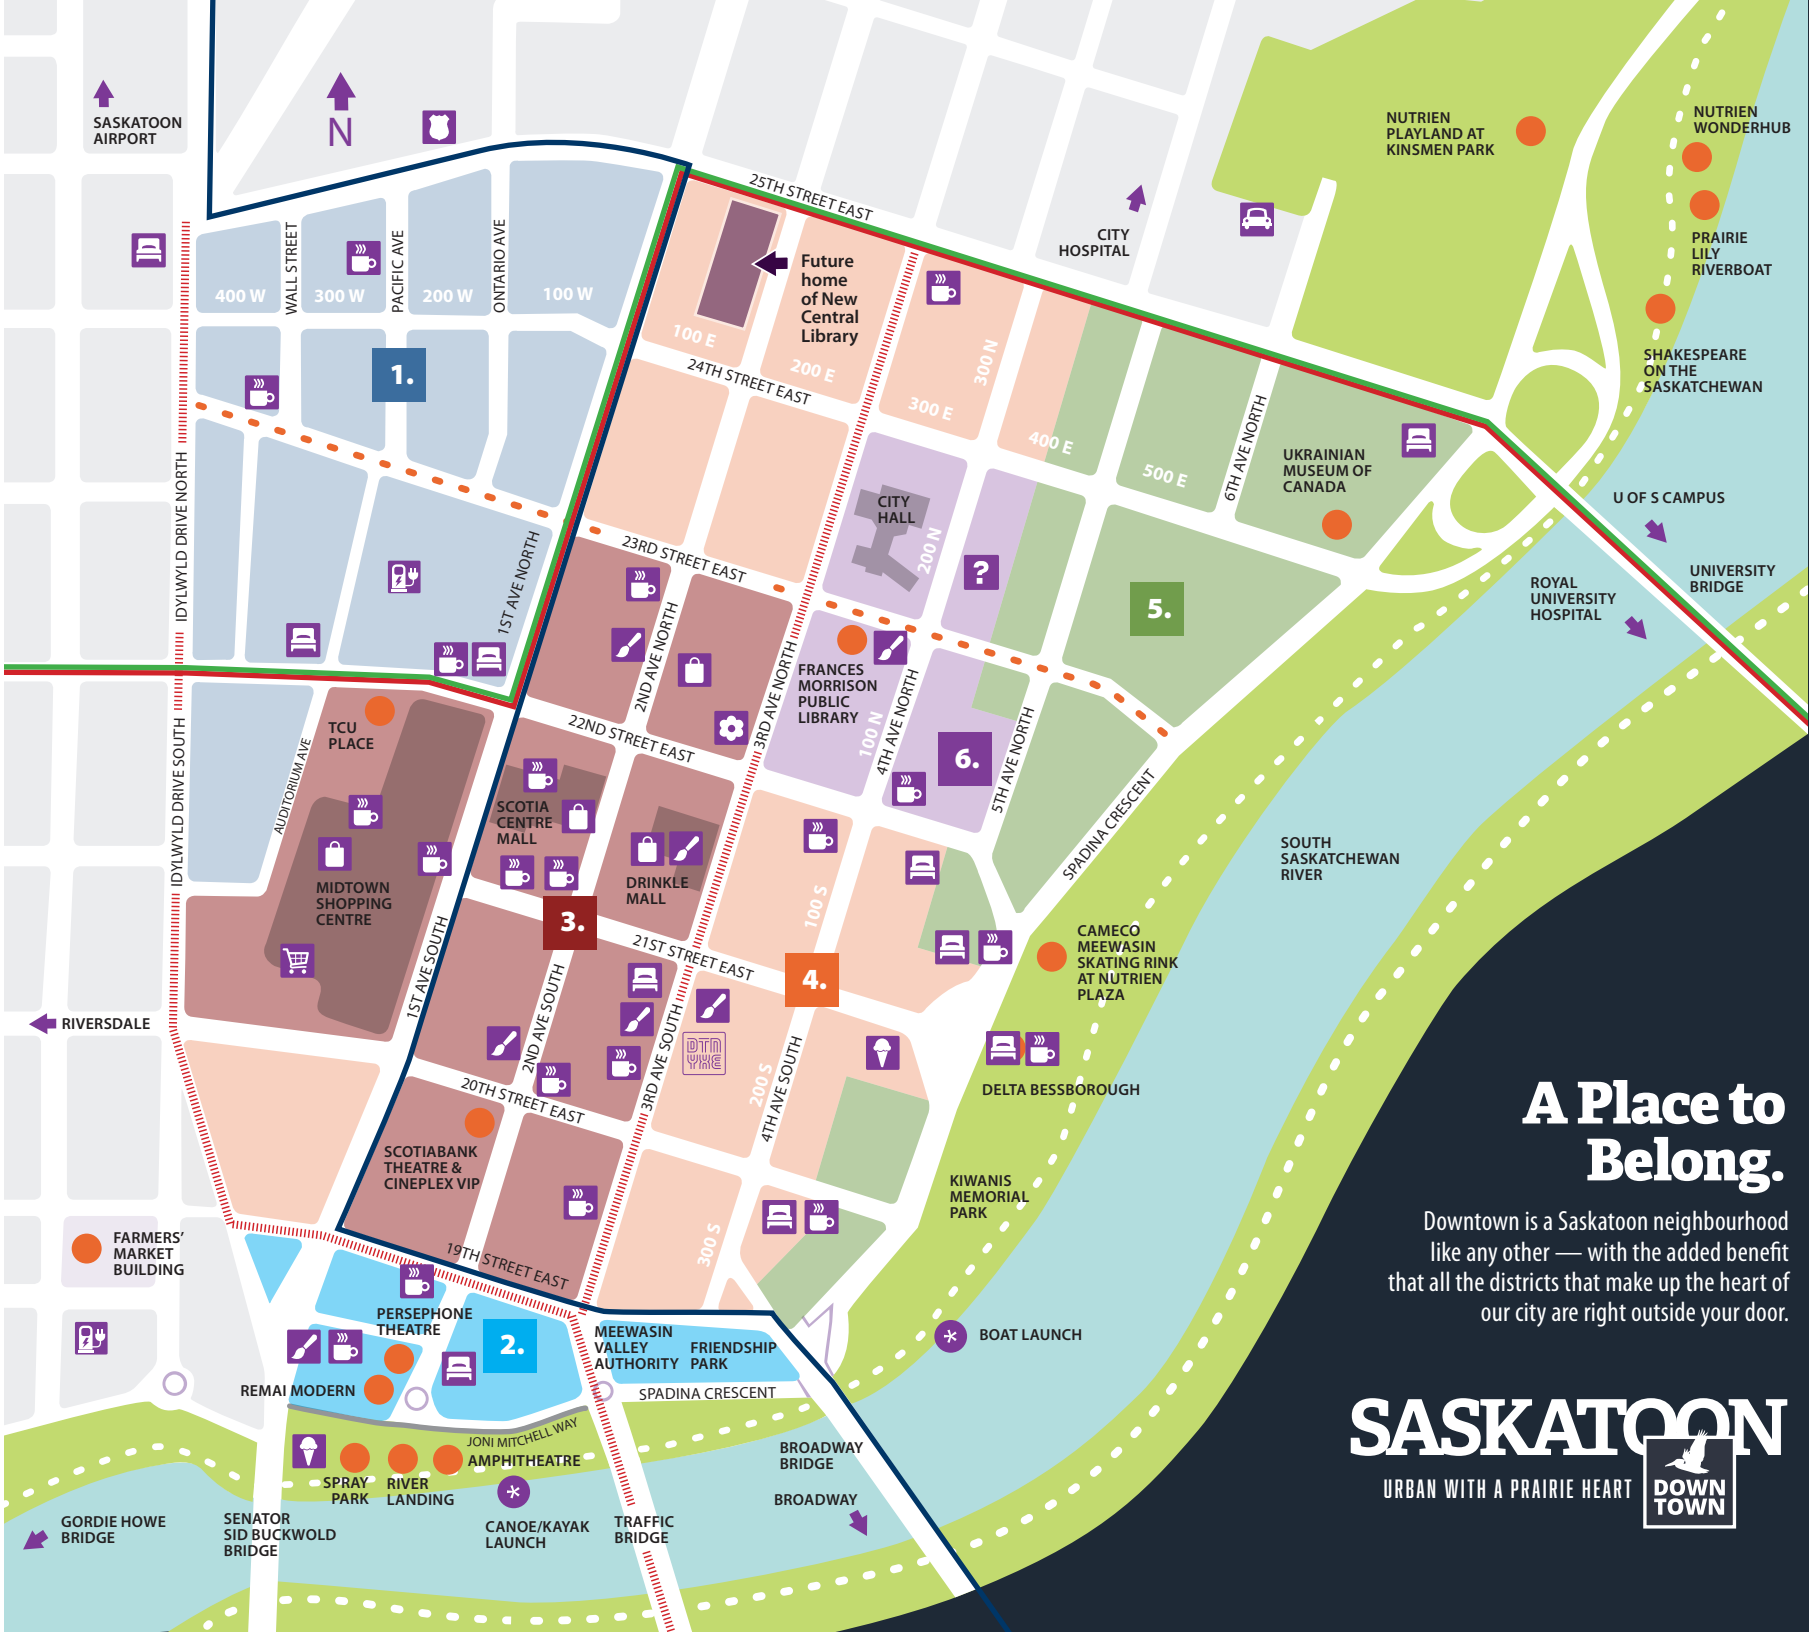 SASKATOON
AIRPORT
N
25TH STREET EAST
CITY
HOSPITAL
NUTRIEN
PLAYLAND AT
KINSMEN PARK
NUTRIEN
WONDERHUB
PRAIRIE
LILY
RIVERBOAT
SHAKESPEARE
ON THE
SASKATCHEWAN
WALL STREET
PACIFIC AVE
ONTARIO AVE
400 W
300 W
200 W
100 W
Future
home
of New
Central
Library
100 E
200 E
300 E
400 E
500 E
300 N
24TH STREET EAST
1.
6TH AVE NORTH
UKRAINIAN
MUSEUM OF
CANADA
U OF S CAMPUS
UNIVERSITY
BRIDGE
ROYAL
UNIVERSITY
HOSPITAL
IDYLWYLD DRIVE NORTH
1ST AVE NORTH
23RD STREET EAST
CITY
HALL
200 N
?
5.
2ND AVE NORTH
3RD AVE NORTH
FRANCES
MORRISON
PUBLIC
LIBRARY
100 N
4TH AVE NORTH
6.
5TH AVE NORTH
SPADINA CRESCENT
TCU
PLACE
AUDITORIUM AVE
IDYLWYLD DRIVE SOUTH
22ND STREET EAST
SCOTIA
CENTRE
MALL
DRINKLE
MALL
MIDTOWN
SHOPPING
CENTRE
3.
21ST STREET EAST
100 S
4.
SOUTH
SASKATCHEWAN
RIVER
CAMECO
MEEWASIN
SKATING RINK
AT NUTRIEN
PLAZA
RIVERSDALE
1ST AVE SOUTH
2ND AVE SOUTH
3RD AVE SOUTH
DTN
YXE
200 S
4TH AVE SOUTH
DELTA BESSBOROUGH
20TH STREET EAST
SCOTIABANK
THEATRE &
CINEPLEX VIP
KIWANIS
MEMORIAL
PARK
300 S
FARMERS'
MARKET
BUILDING
19TH STREET EAST
PERSEPHONE
THEATRE
2.
MEEWASIN
VALLEY
AUTHORITY
FRIENDSHIP
PARK
SPADINA CRESCENT
REMAI MODERN
*
BOAT LAUNCH
JONI MITCHELL WAY
AMPHITHEATRE
SPRAY
PARK
RIVER
LANDING
*
CANOE/KAYAK
LAUNCH
TRAFFIC
BRIDGE
BROADWAY
BRIDGE
BROADWAY
GORDIE HOWE
BRIDGE
SENATOR
SID BUCKWOLD
BRIDGE
A Place to
Belong.
Downtown is a Saskatoon neighbourhood
like any other — with the added benefit
that all the districts that make up the heart of
our city are right outside your door.
SASKATOON
URBAN WITH A PRAIRIE HEART
DOWN
TOWN